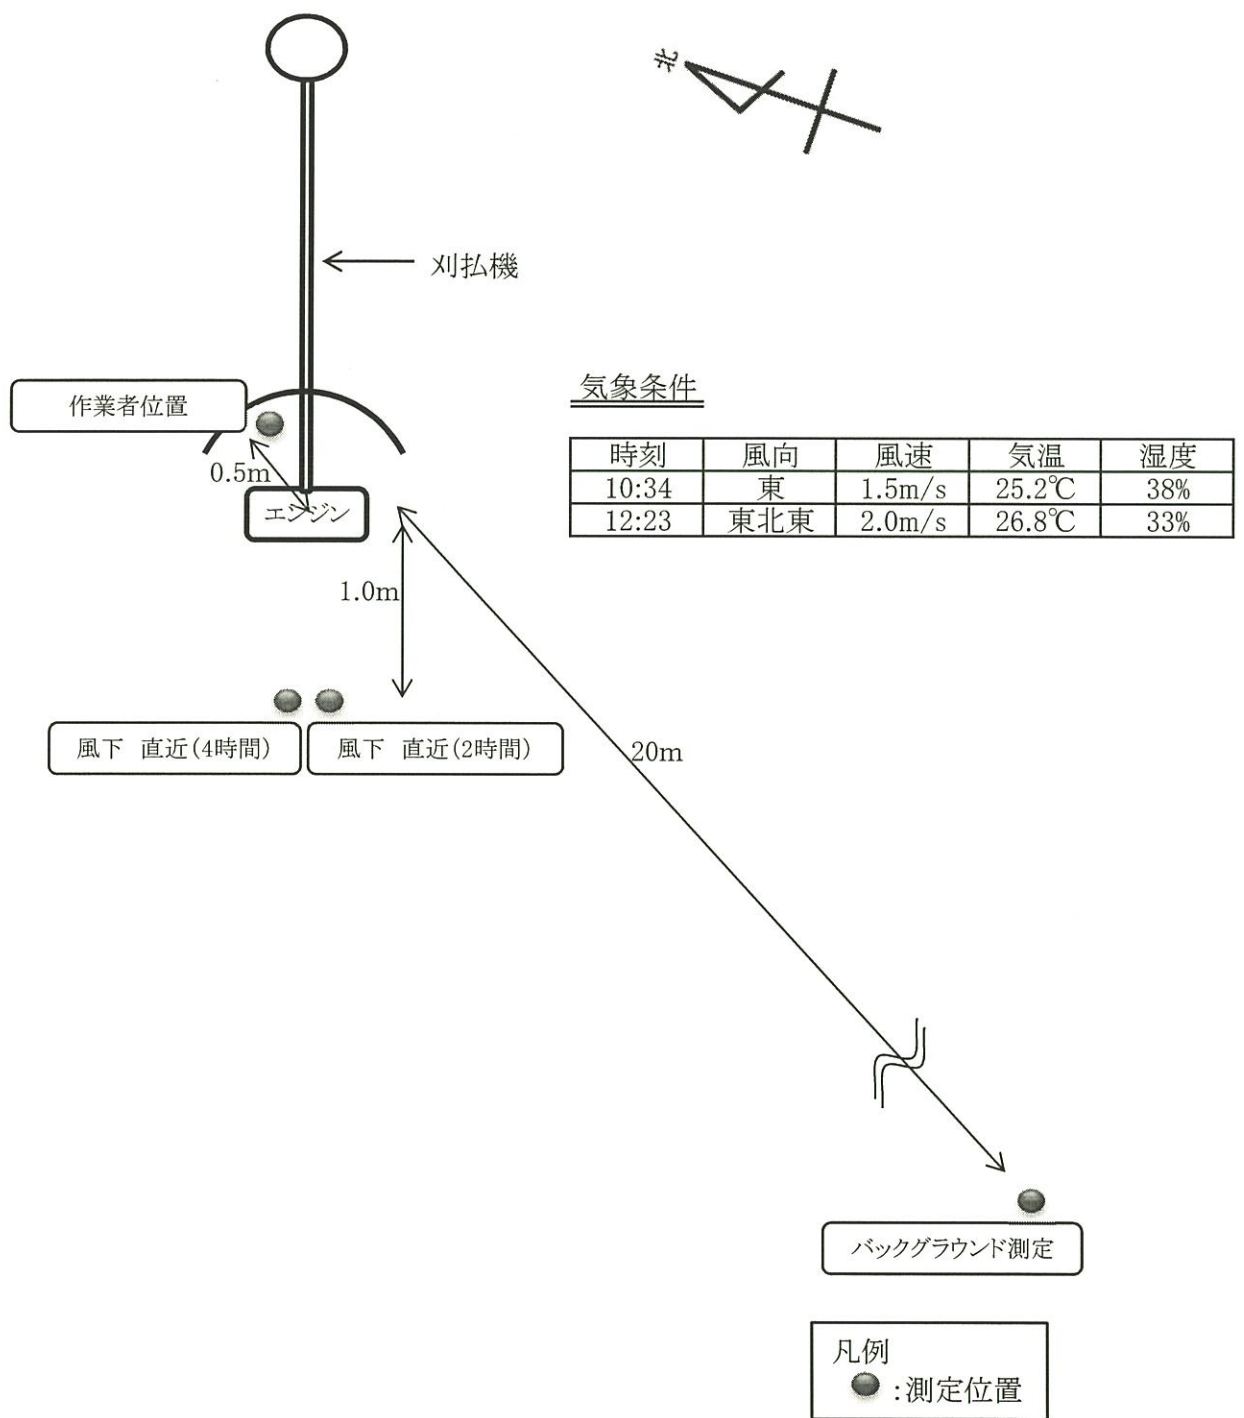 北
刈払機
作業者位置
0.5m
エンジン
気象条件
時刻 風向 風速 気温 湿度
10:34 東 1.5m/s 25.2℃ 38%
12:23 東北東 2.0m/s 26.8℃ 33%
1.0m
風下 直近(4時間) 風下 直近(2時間)
20m
バックグラウンド測定
凡例
:測定位置